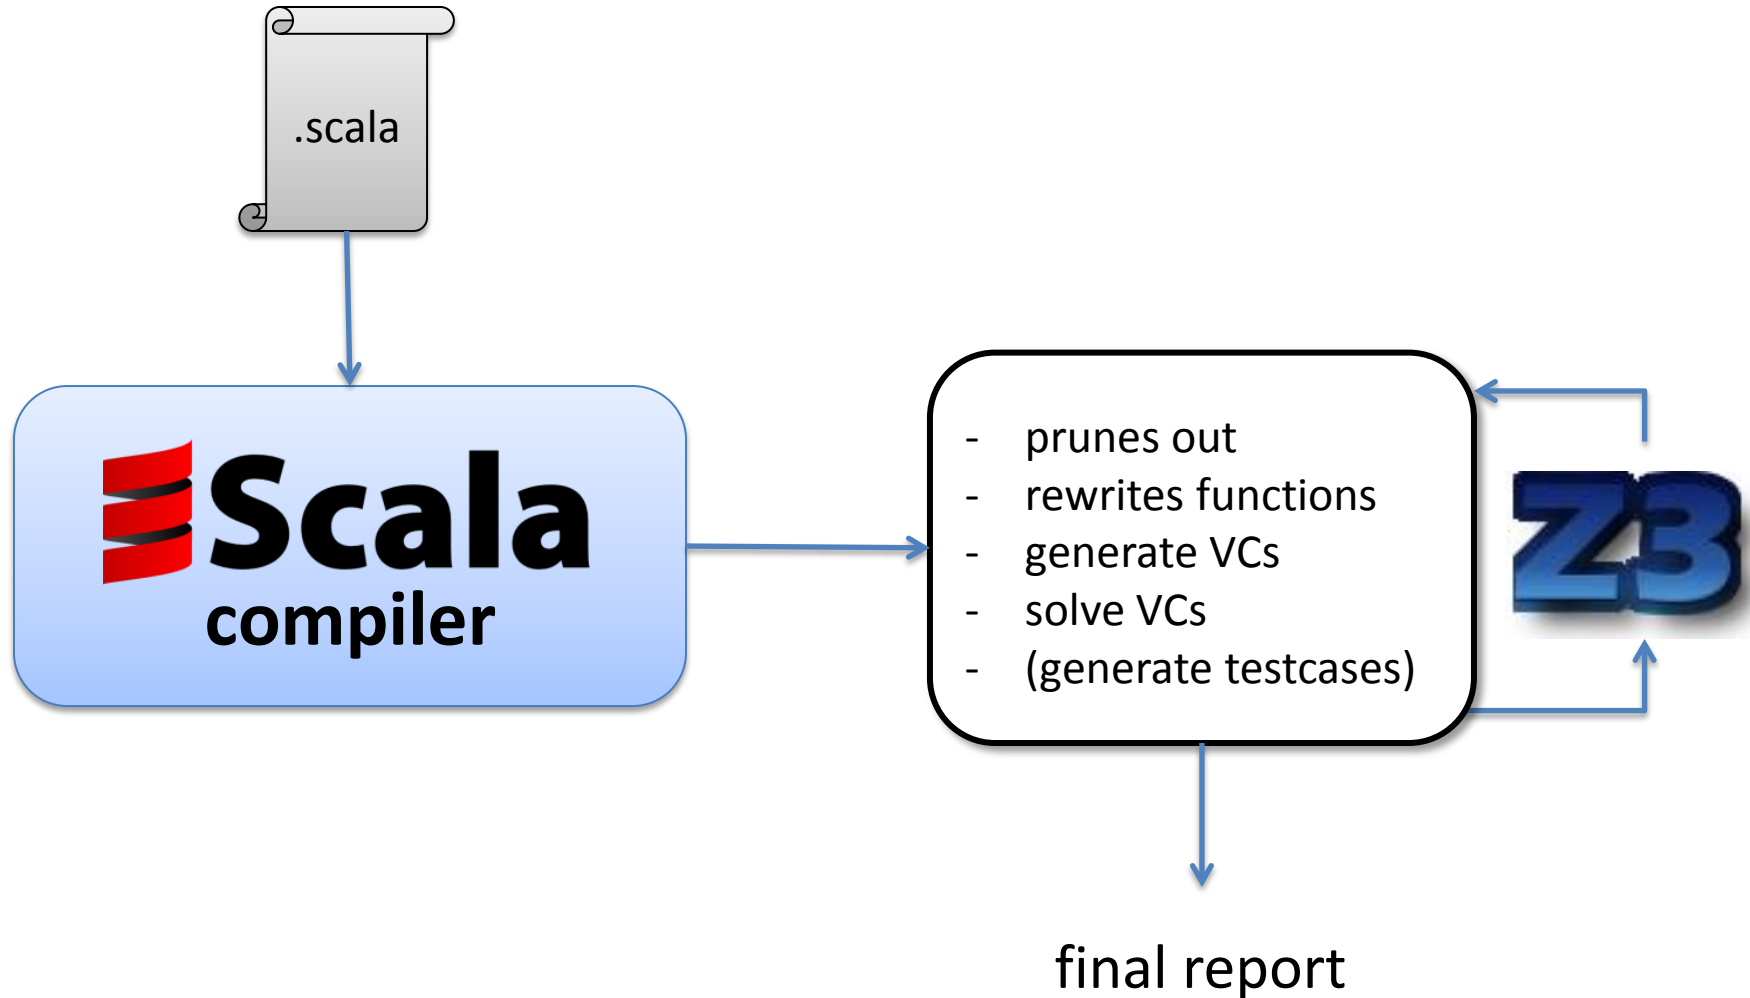 .scala
Scala
compiler
- prunes out
- rewrites functions
- generate VCs
- solve VCs
- (generate testcases)
Z3
final report